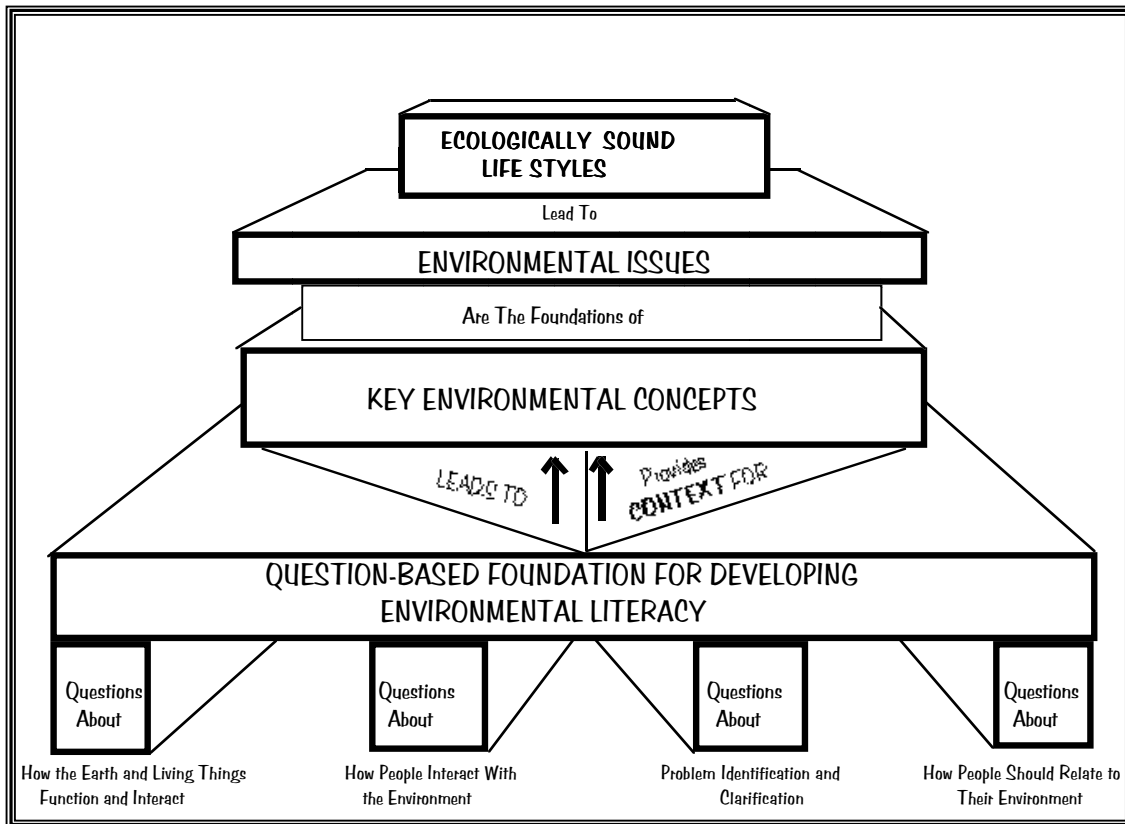 ECOLOGICALLY SOUND
LIFE STYLES
Lead To
ENVIRONMENTAL ISSUES
Are The Foundations of
KEY ENVIRONMENTAL CONCEPTS
LEADS TO
Provides
CONTEXT FOR
QUESTION-BASED FOUNDATION FOR DEVELOPING
ENVIRONMENTAL LITERACY
Questions
About
How the Earth and Living Things
Function and Interact
Questions
About
How People Interact With
the Environment
Questions
About
Problem Identification and
Clarification
Questions
About
How People Should Relate to
Their Environment